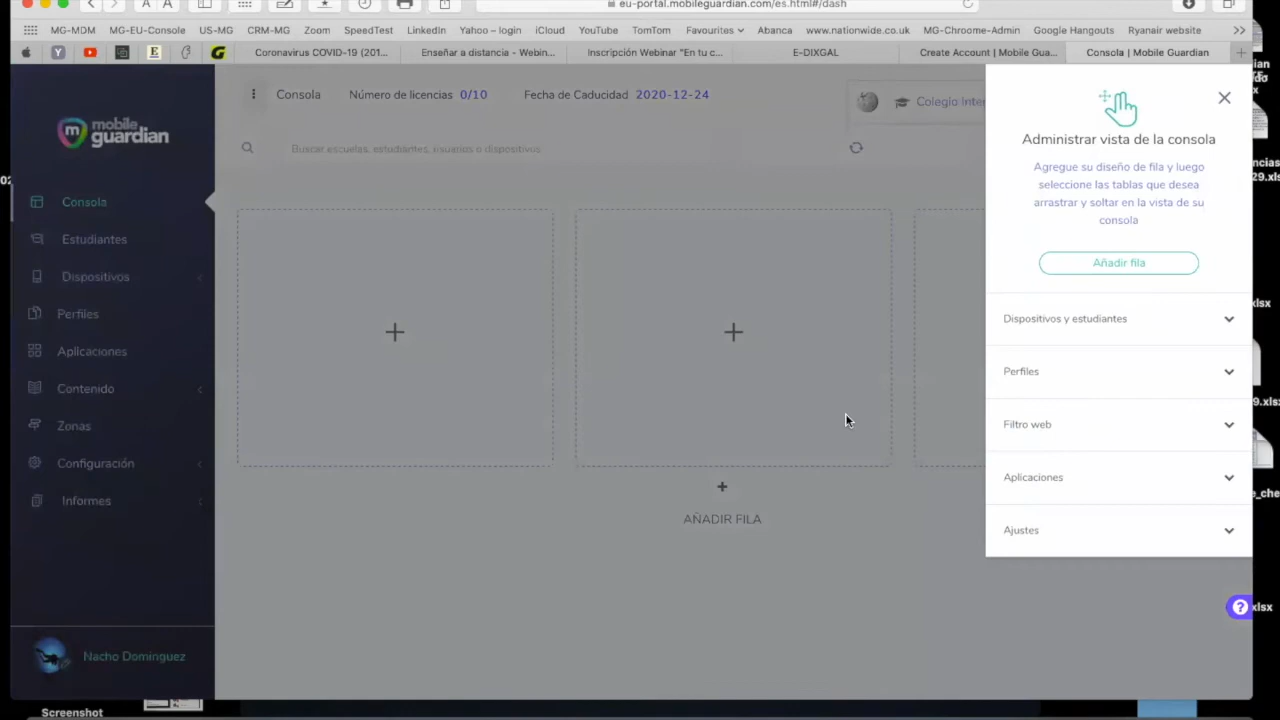 A A
eu-portal.mobileguardian.com/es.html#/dash
MG-MDM MG-EU-Console US-MG CRM-MG Zoom SpeedTest LinkedIn Yahoo – login iCloud YouTube TomTom Favourites Abanca www.nationwide.co.uk MG-Chroome-Admin Google Hangouts Ryanair website
Coronavirus COVID-19 (201... Enseñar a distancia - Webin... Inscripción Webinar "En tu c... E-DIXGAL Create Account | Mobile Gua... Consola | Mobile Guardian
mobile
guardian
Consola
Estudiantes
Dispositivos
Perfiles
Aplicaciones
Contenido
Zonas
Configuración
Informes
Nacho Dominguez
Consola Número de licencias 0/10 Fecha de Caducidad 2020-12-24
Colegio Inter
Buscar escuelas, estudiantes, usuarios o dispositivos
AÑADIR FILA
Administrar vista de la consola
Agregue su diseño de fila y luego
seleccione las tablas que desea
arrastrar y soltar en la vista de su
consola
Añadir fila
Dispositivos y estudiantes
Perfiles
Filtro web
Aplicaciones
Ajustes
Screenshot